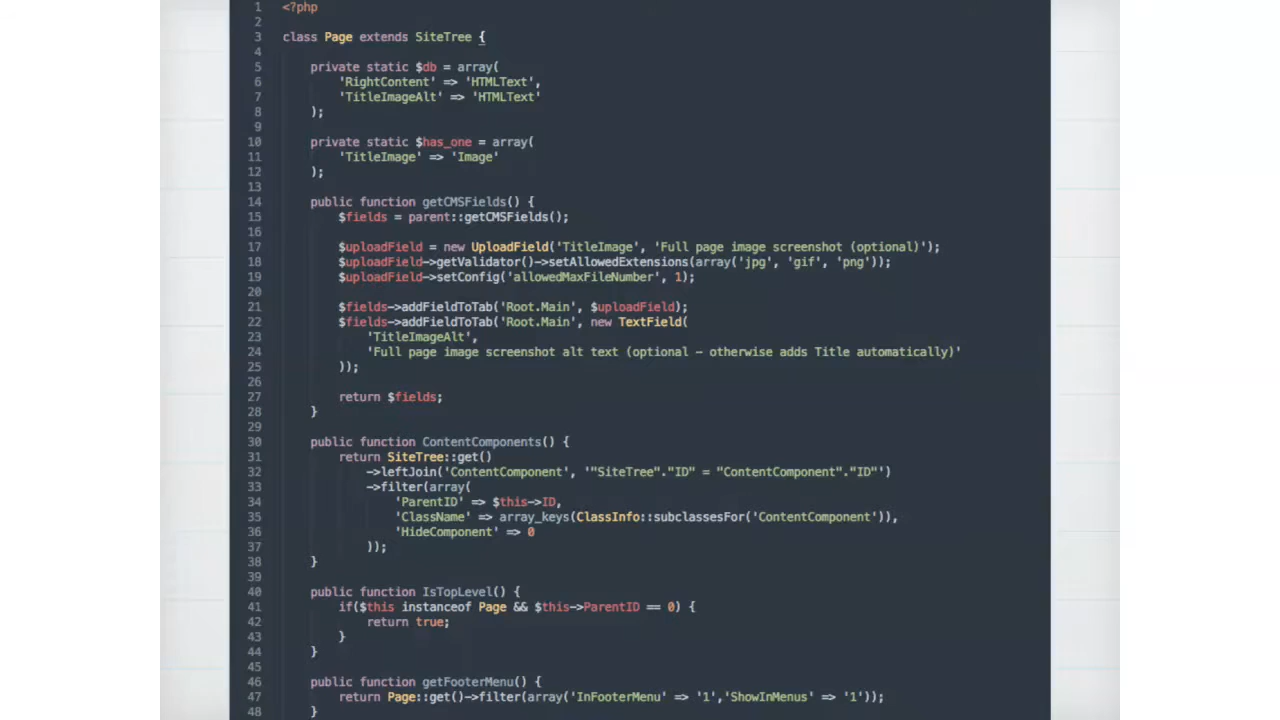 1 <?php
2
3 class Page extends SiteTree {
4
5 private static $db = array(
6 'RightContent' => 'HTMLText',
7 'TitleImageAlt' => 'HTMLText'
8 );
9
10 private static $has_one = array(
11 'TitleImage' => 'Image'
12 );
13
14 public function getCMSFields() {
15 $fields = parent::getCMSFields();
16
17 $uploadField = new UploadField('TitleImage', 'Full page image screenshot (optional)');
18 $uploadField->getValidator()->setAllowedExtensions(array('jpg', 'gif', 'png'));
19 $uploadField->setConfig('allowedMaxFileNumber', 1);
20
21 $fields->addFieldToTab('Root.Main', $uploadField);
22 $fields->addFieldToTab('Root.Main', new TextField(
23 'TitleImageAlt',
24 'Full page image screenshot alt text (optional - otherwise adds Title automatically)'
25 ));
26
27 return $fields;
28 }
29
30 public function ContentComponents() {
31 return SiteTree::get()
32 ->leftJoin('ContentComponent', '"SiteTree"."ID" = "ContentComponent"."ID"')
33 ->filter(array(
34 'ParentID' => $this->ID,
35 'ClassName' => array_keys(ClassInfo::subclassesFor('ContentComponent')),
36 'HideComponent' => 0
37 ));
38 }
39
40 public function IsTopLevel() {
41 if($this instanceof Page && $this->ParentID == 0) {
42 return true;
43 }
44 }
45
46 public function getFooterMenu() {
47 return Page::get()->filter(array('InFooterMenu' => '1','ShowInMenus' => '1'));
48 }